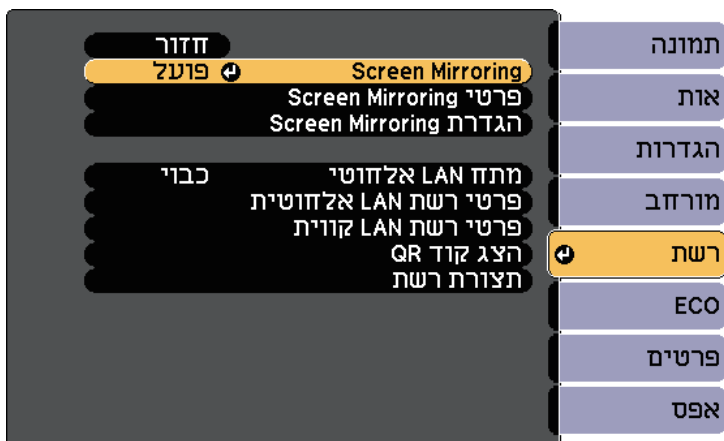 תמונה
אות
הגדרות
מורחב
רשת
ECO
פרטים
אפס
חזור
Screen Mirroring פועל
פרטי Screen Mirroring
הגדרת Screen Mirroring
מתח LAN אלחוטי כבוי
פרטי רשת LAN אלחוטית
פרטי רשת LAN קווית
הצג קוד QR
תצורת רשת